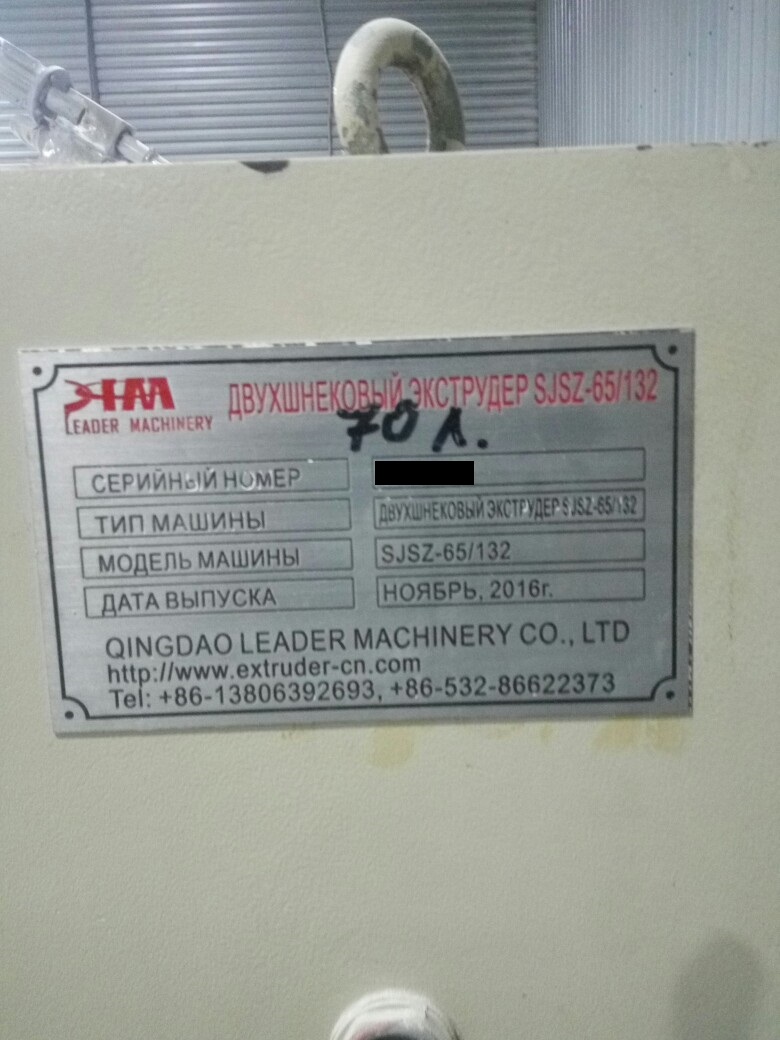 ДВУХШНЕКОВЫЙ ЭКСТРУДЕР SJSZ-65/132
LEADER MACHINERY
70 л.
СЕРИЙНЫЙ НОМЕР
ТИП МАШИНЫ ДВУХШНЕКОВЫЙ ЭКСТРУДЕР SJSZ-65/132
МОДЕЛЬ МАШИНЫ SJSZ-65/132
ДАТА ВЫПУСКА НОЯБРЬ, 2016г.
QINGDAO LEADER MACHINERY CO., LTD
http://www.extruder-cn.com
Tel: +86-13806392693, +86-532-86622373